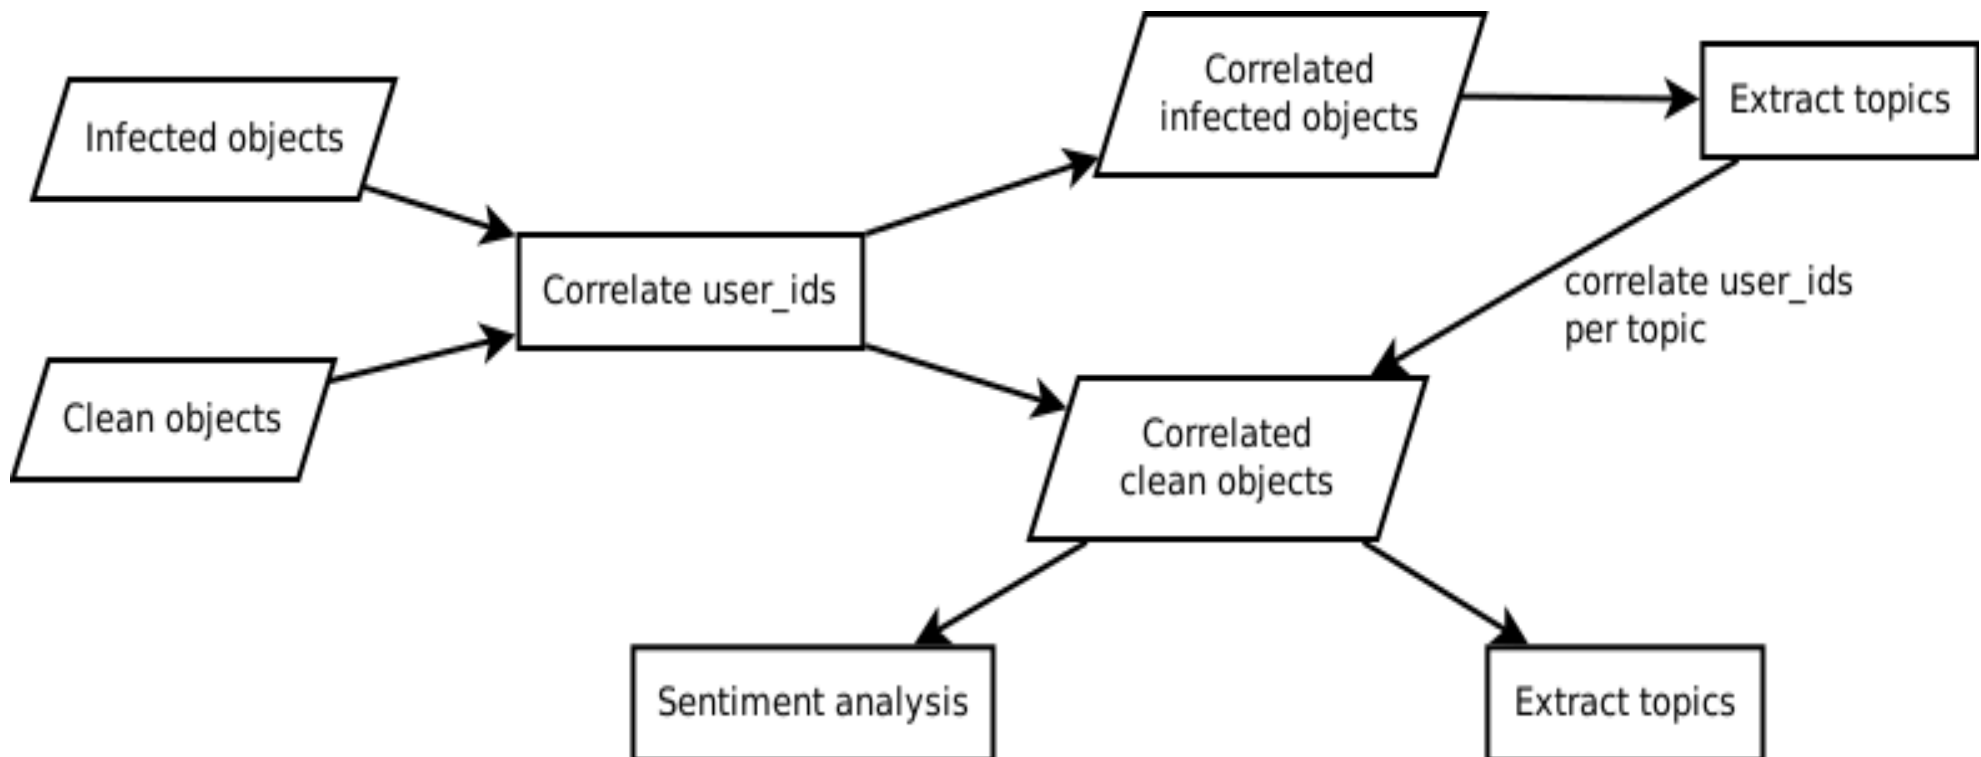 Correlated
infected objects
Extract topics
Infected objects
Correlate user_ids
correlate user_ids
per topic
Clean objects
Correlated
clean objects
Sentiment analysis
Extract topics